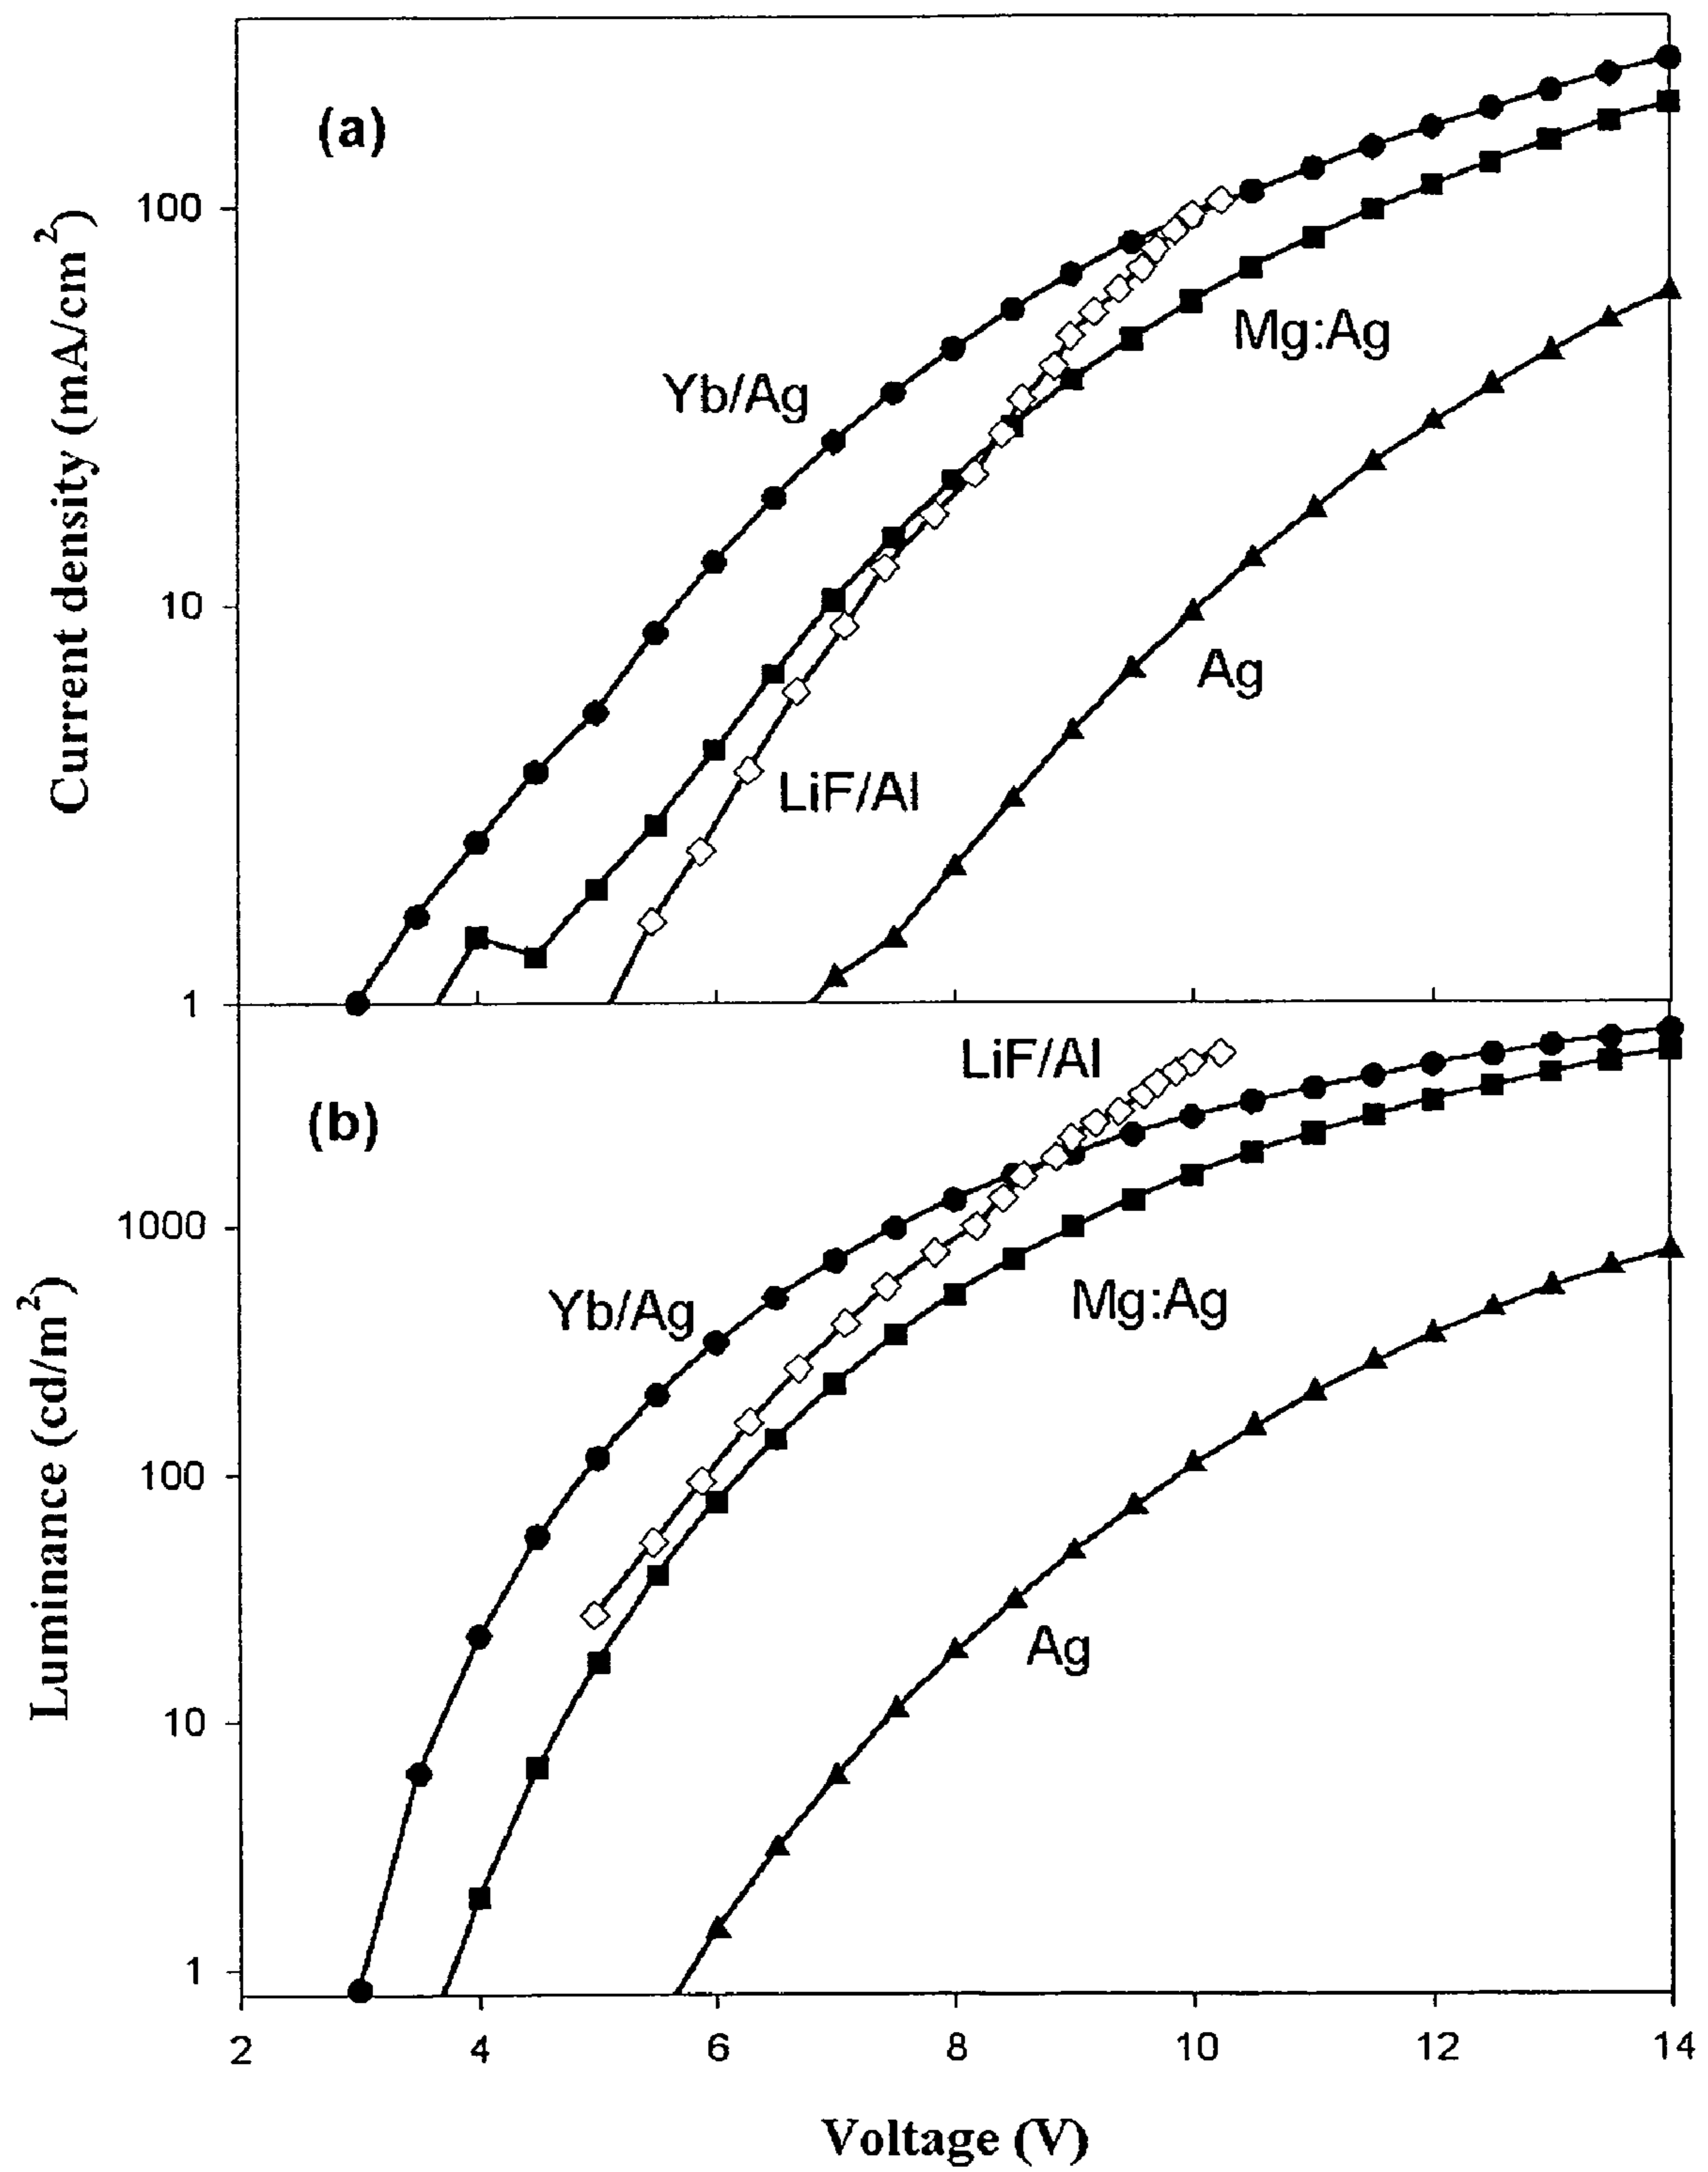 (a)
100
10
1
Current density (mA/cm²)
Yb/Ag
Mg:Ag
Ag
LiF/Al
LiF/Al
(b)
1000
100
10
1
Luminance (cd/m²)
Yb/Ag
Mg:Ag
Ag
2 4 6 8 10 12 14
Voltage (V)